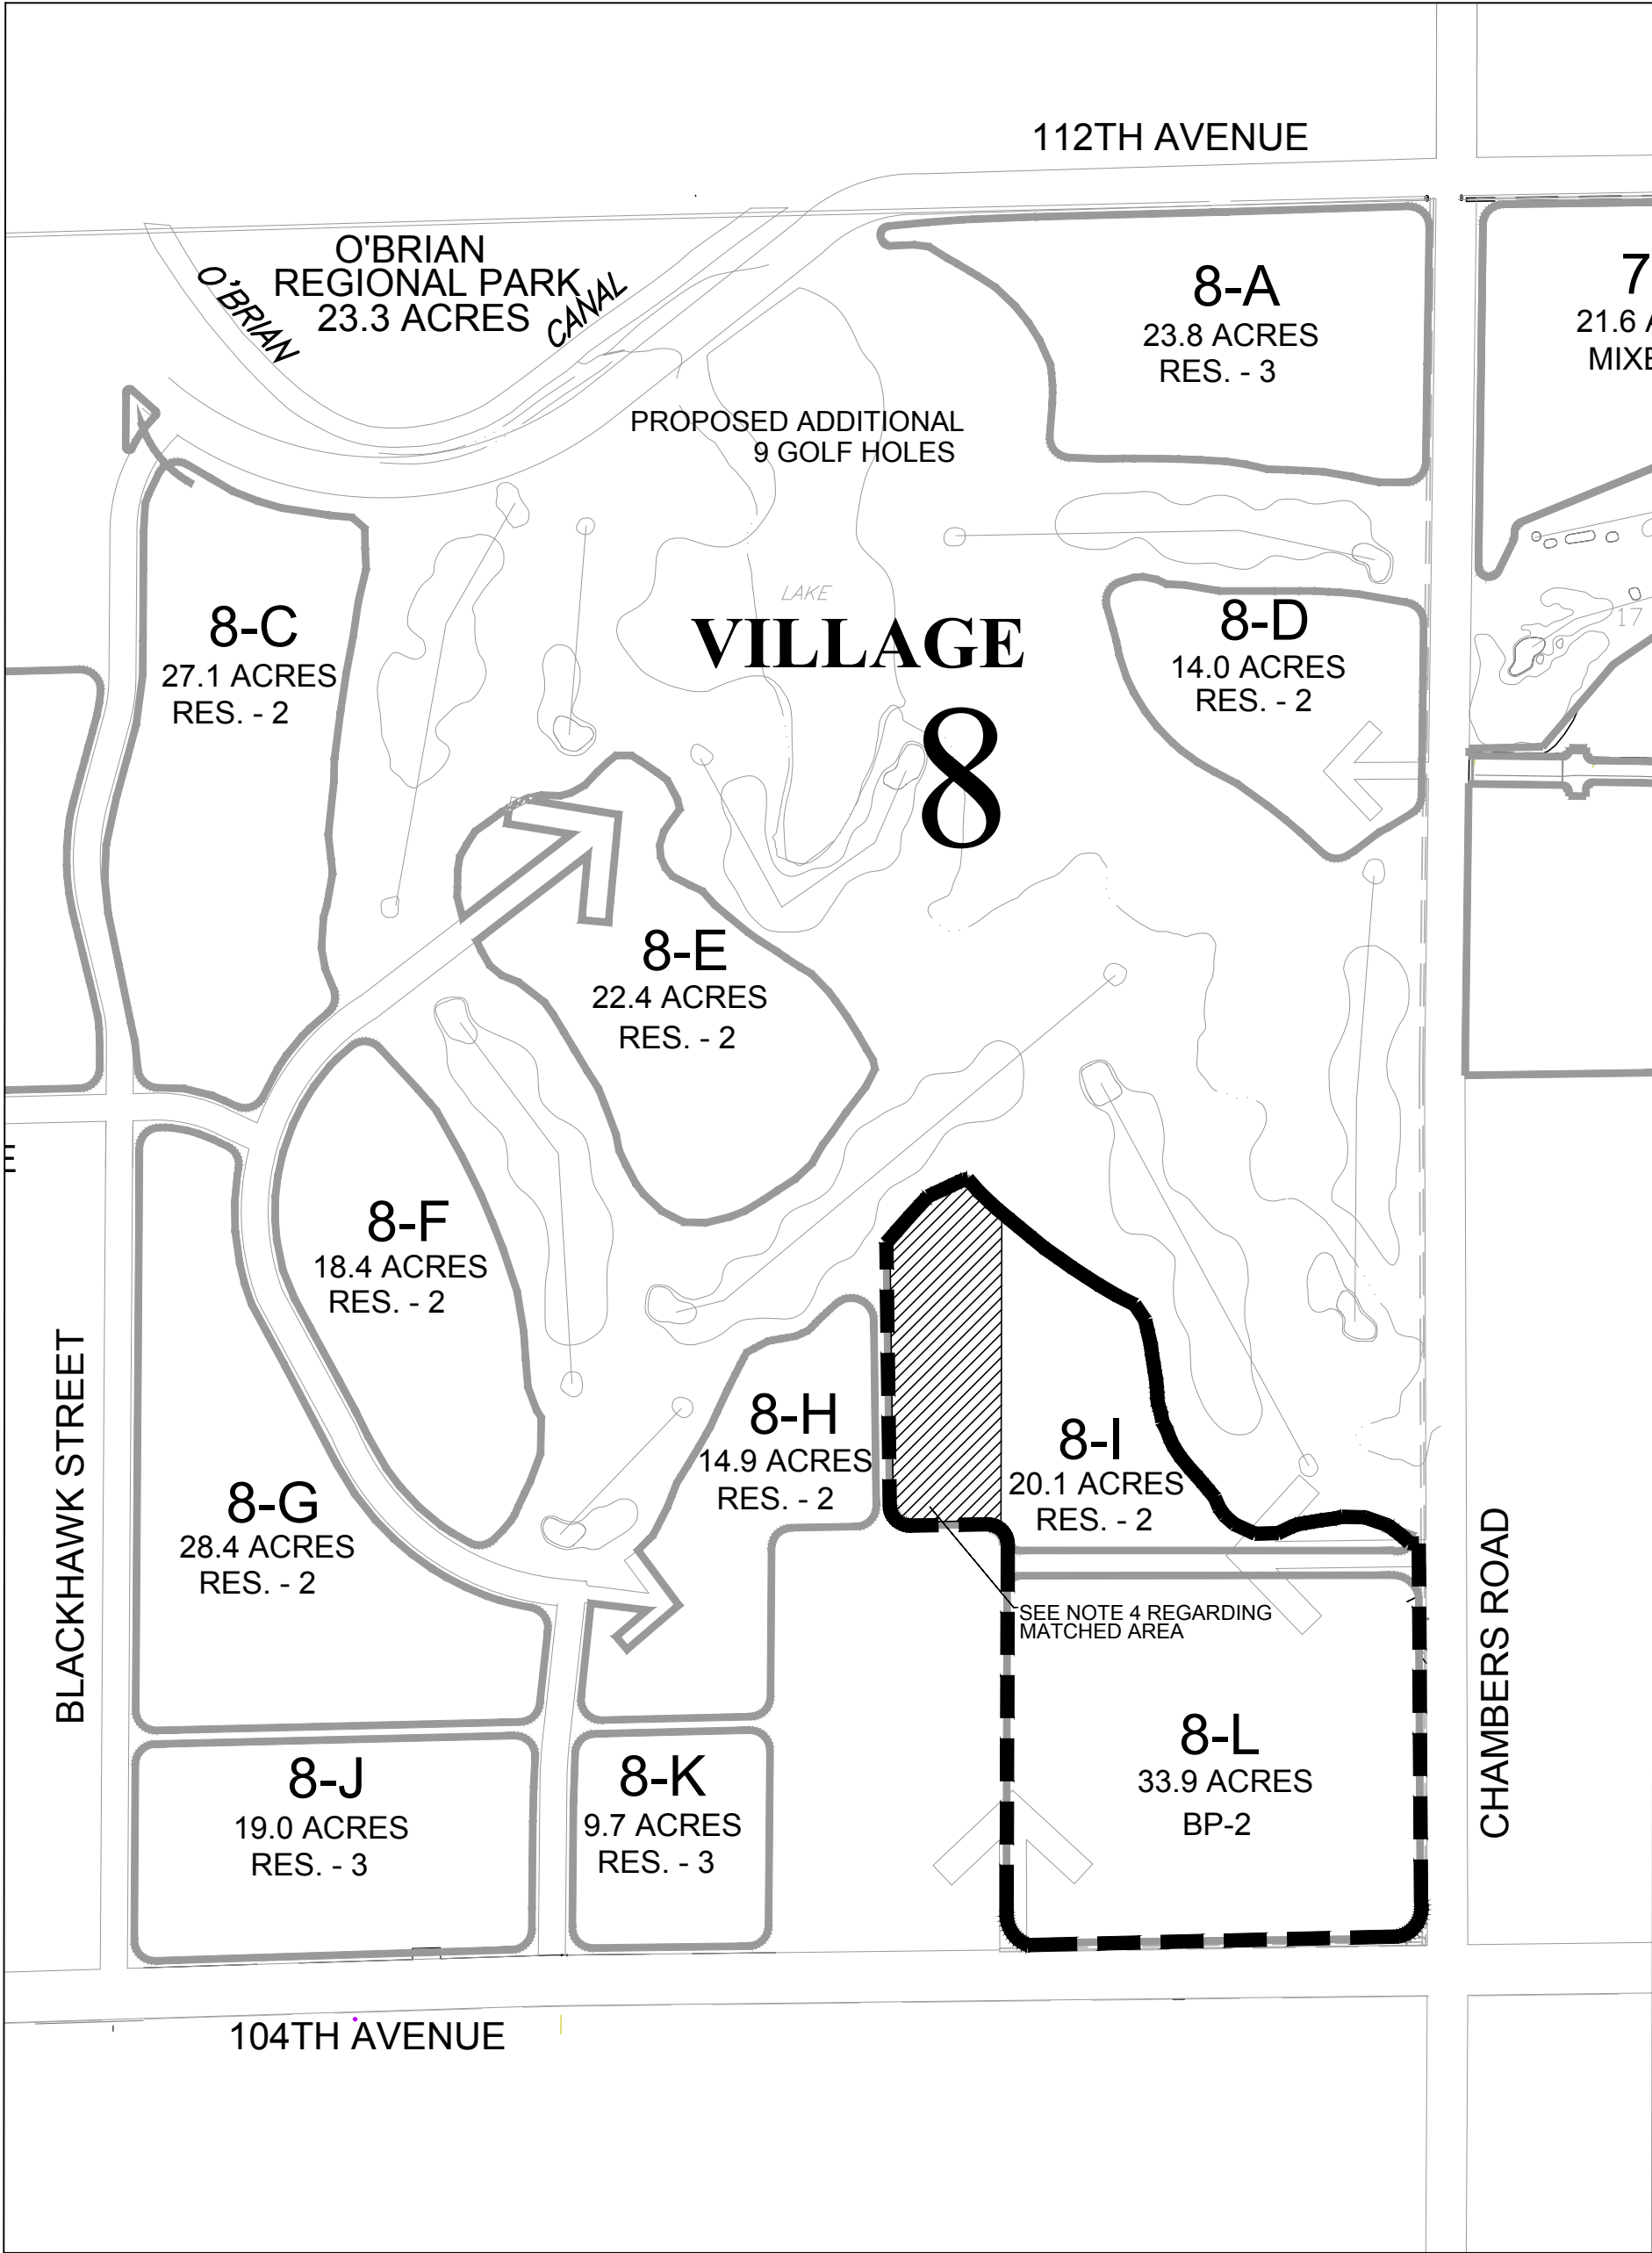 112TH AVENUE
O'BRIAN
REGIONAL PARK
23.3 ACRES
O'BRIAN
CANAL
8-A
23.8 ACRES
RES. - 3
7
21.6 A
MIXE
PROPOSED ADDITIONAL
9 GOLF HOLES
LAKE
VILLAGE
8
8-C
27.1 ACRES
RES. - 2
8-D
14.0 ACRES
RES. - 2
17
8-E
22.4 ACRES
RES. - 2
E
8-F
18.4 ACRES
RES. - 2
BLACKHAWK STREET
8-G
28.4 ACRES
RES. - 2
8-H
14.9 ACRES
RES. - 2
8-I
20.1 ACRES
RES. - 2
SEE NOTE 4 REGARDING
MATCHED AREA
CHAMBERS ROAD
8-J
19.0 ACRES
RES. - 3
8-K
9.7 ACRES
RES. - 3
8-L
33.9 ACRES
BP-2
104TH AVENUE